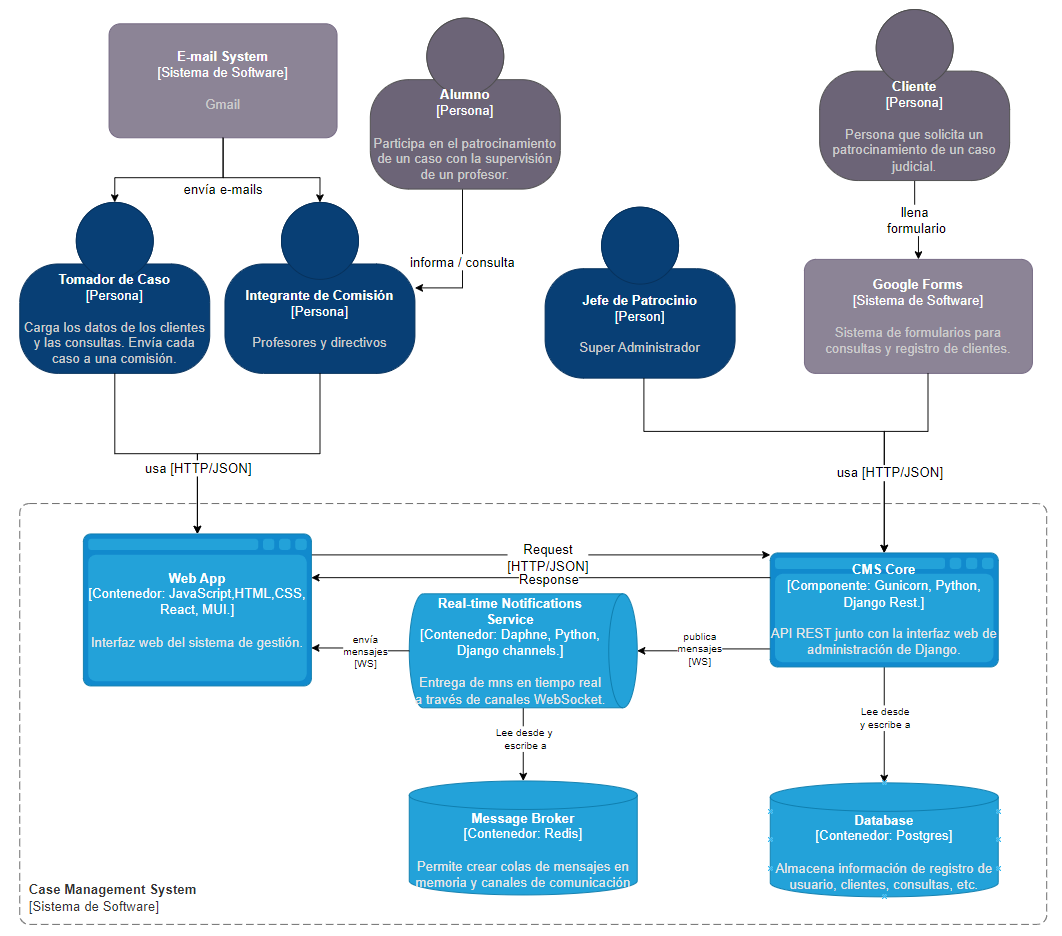 E-mail System
[Sistema de Software]
Gmail
Alumno
[Persona]
Participa en el patrocinamiento
de un caso con la supervisión
de un profesor.
Cliente
[Persona]
Persona que solicita un
patrocinamiento de un caso
judicial.
envía e-mails
informa / consulta
llena
formulario
Tomador de Caso
[Persona]
Carga los datos de los clientes
y las consultas. Envía cada
caso a una comisión.
Integrante de Comisión
[Persona]
Profesores y directivos
Jefe de Patrocinio
[Person]
Super Administrador
Google Forms
[Sistema de Software]
Sistema de formularios para
consultas y registro de clientes.
usa [HTTP/JSON]
usa [HTTP/JSON]
Web App
[Contenedor: JavaScript,HTML,CSS,
React, MUI.]
Interfaz web del sistema de gestión.
Request
[HTTP/JSON]
Response
CMS Core
[Componente: Gunicorn, Python,
Django Rest.]
API REST junto con la interfaz web de
administración de Django.
Real-time Notifications
Service
[Contenedor: Daphne, Python,
Django channels.]
Entrega de mns en tiempo real
a través de canales WebSocket.
envía
mensajes
[WS]
publica
mensajes
[WS]
Lee desde y
escribe a
Lee desde
y escribe a
Message Broker
[Contenedor: Redis]
Permite crear colas de mensajes en
memoria y canales de comunicación
Database
[Contenedor: Postgres]
Almacena información de registro de
usuario, clientes, consultas, etc.
Case Management System
[Sistema de Software]